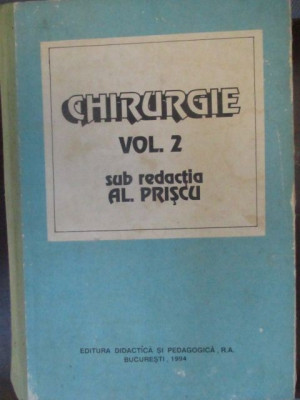 CHIRURGIE
VOL. 2
sub redacția
AL. PRIȘCU
EDITURA DIDACTICĂ ȘI PEDAGOGICĂ, R.A.
BUCUREȘTI, 1994